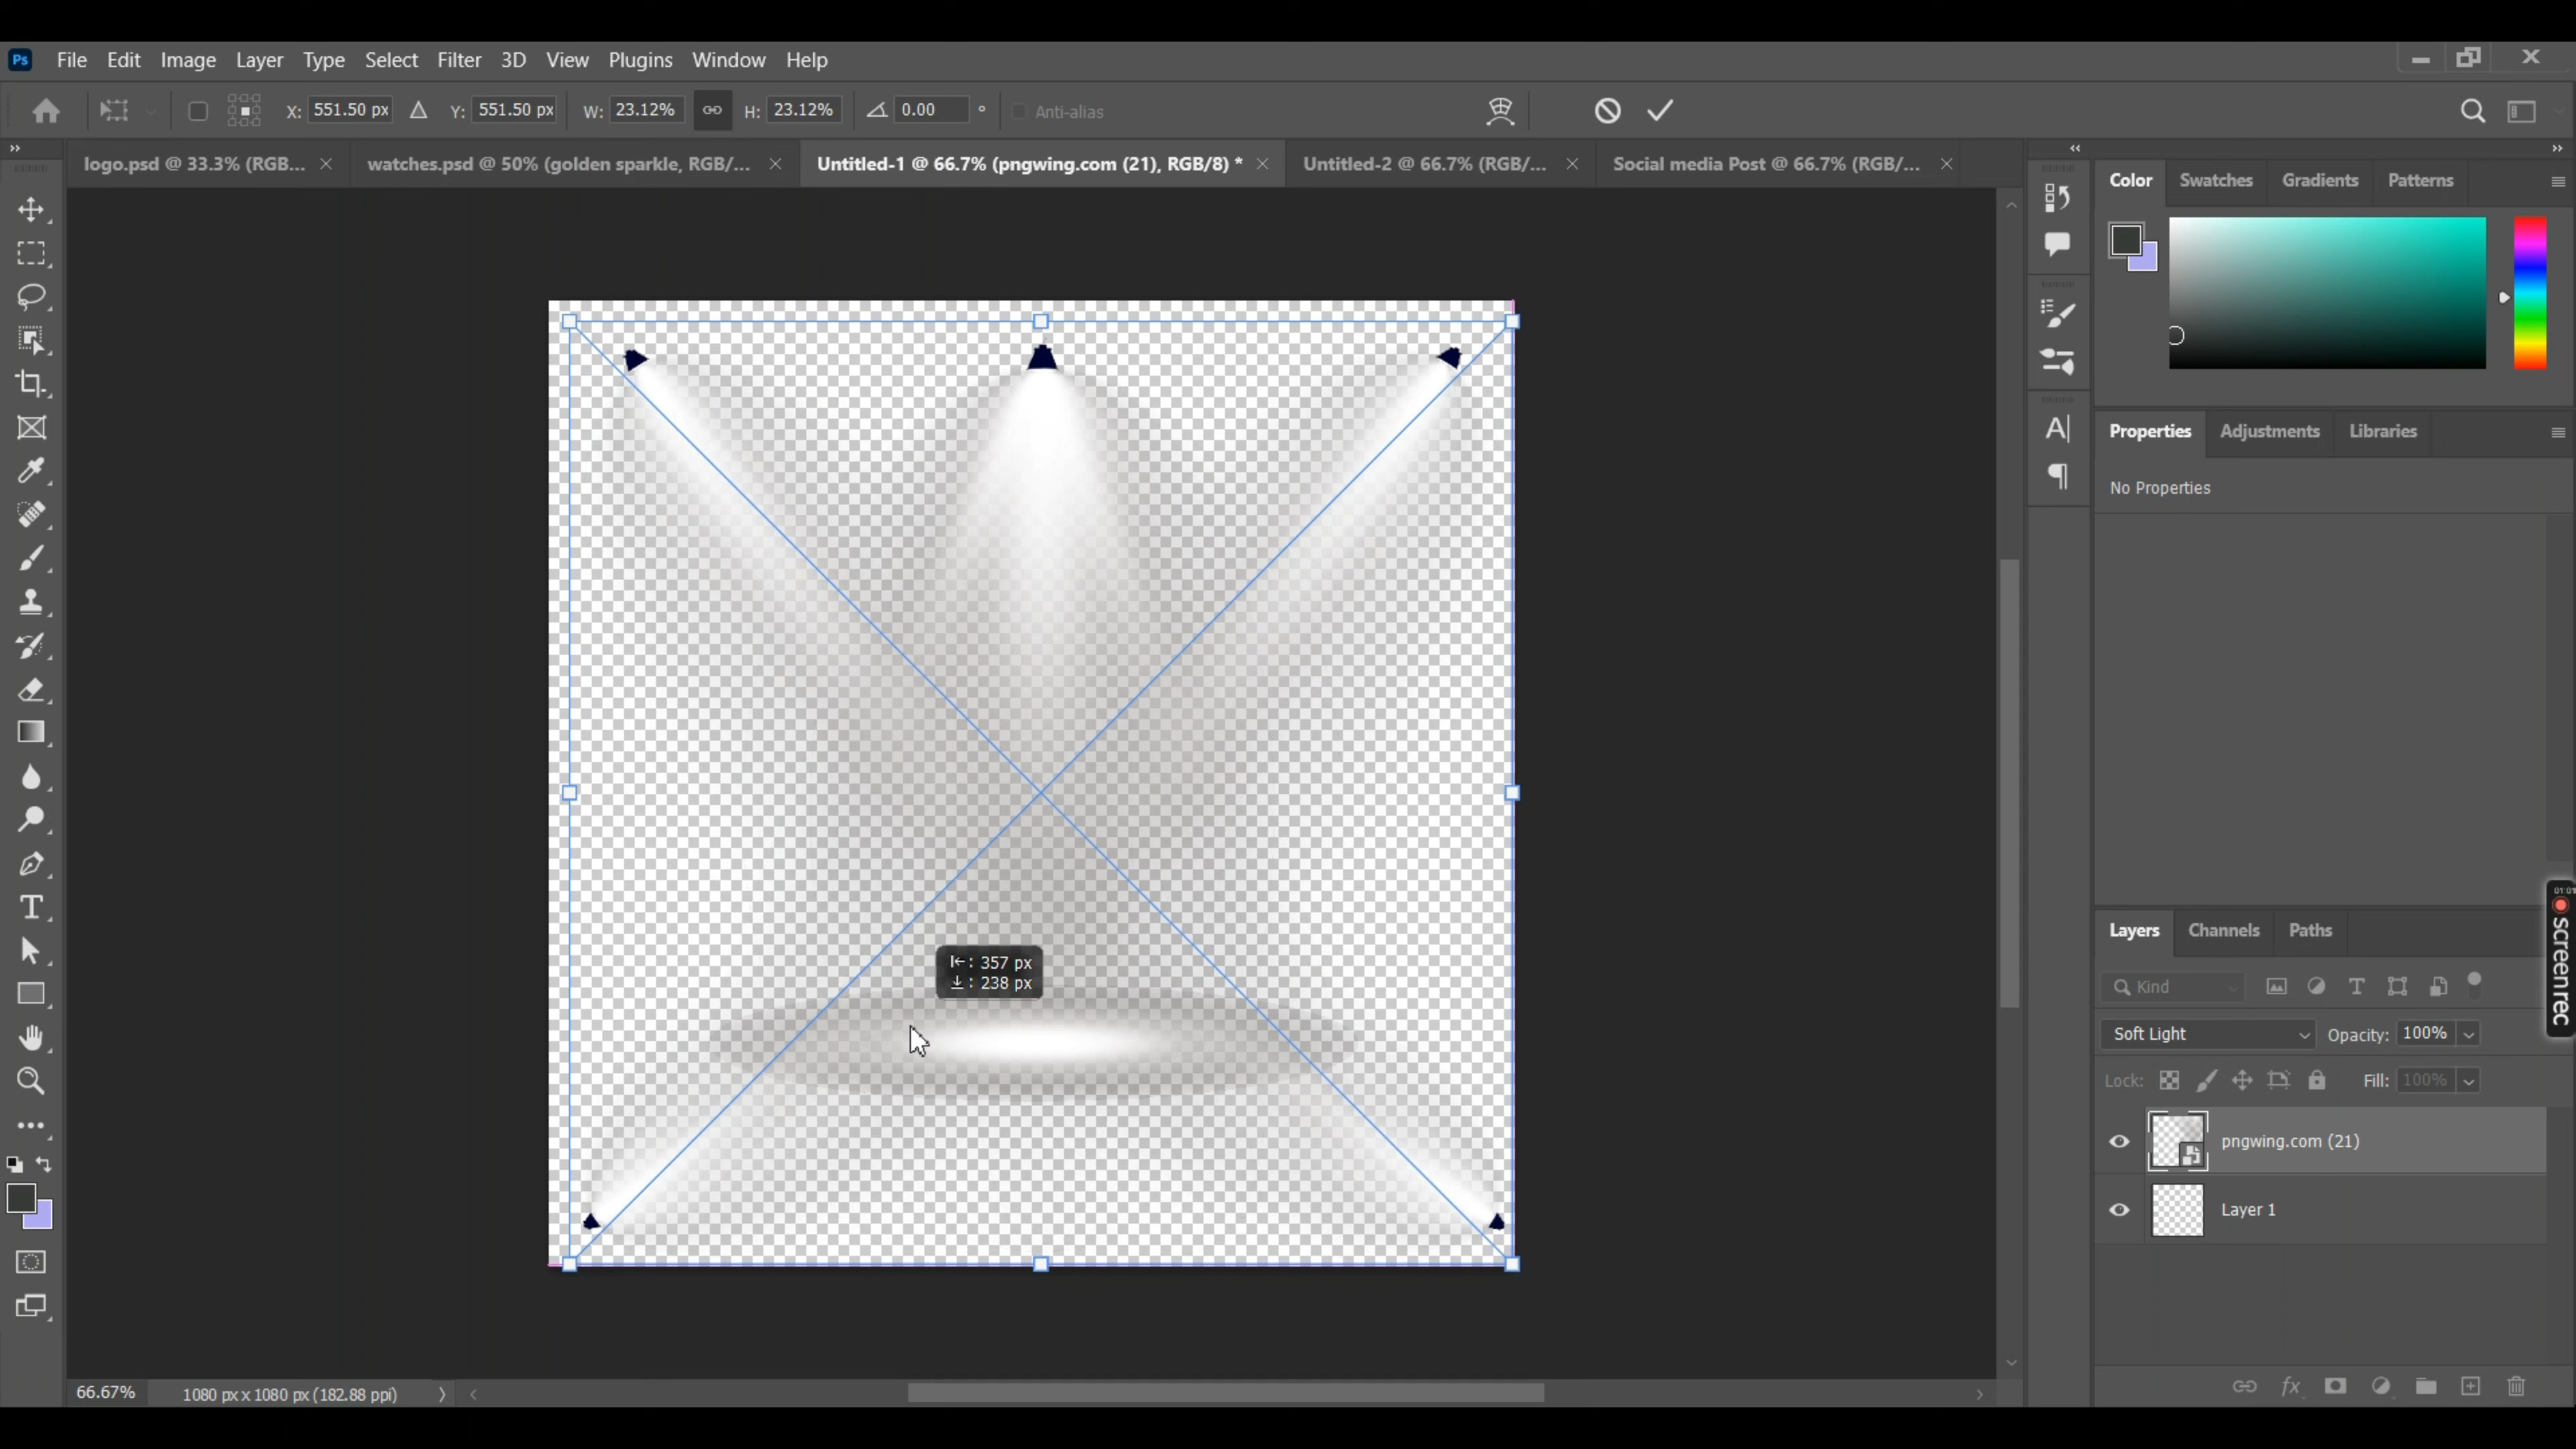 Ps File Edit Image Layer Type Select Filter 3D View Plugins Window Help
X: 551.50 px Y: 551.50 px W: 23.12% H: 23.12% 0.00 ° Anti-alias
logo.psd @ 33.3% (RGB... watches.psd @ 50% (golden sparkle, RGB/... Untitled-1 @ 66.7% (pngwing.com (21), RGB/8) * Untitled-2 @ 66.7% (RGB/... Social media Post @ 66.7% (RGB/...
Color Swatches Gradients Patterns
Properties Adjustments Libraries
No Properties
357 px
238 px
01:01
screenrec
Layers Channels Paths
Kind
Soft Light Opacity: 100%
Lock: Fill: 100%
pngwing.com (21)
Layer 1
66.67% 1080 px x 1080 px (182.88 ppi)